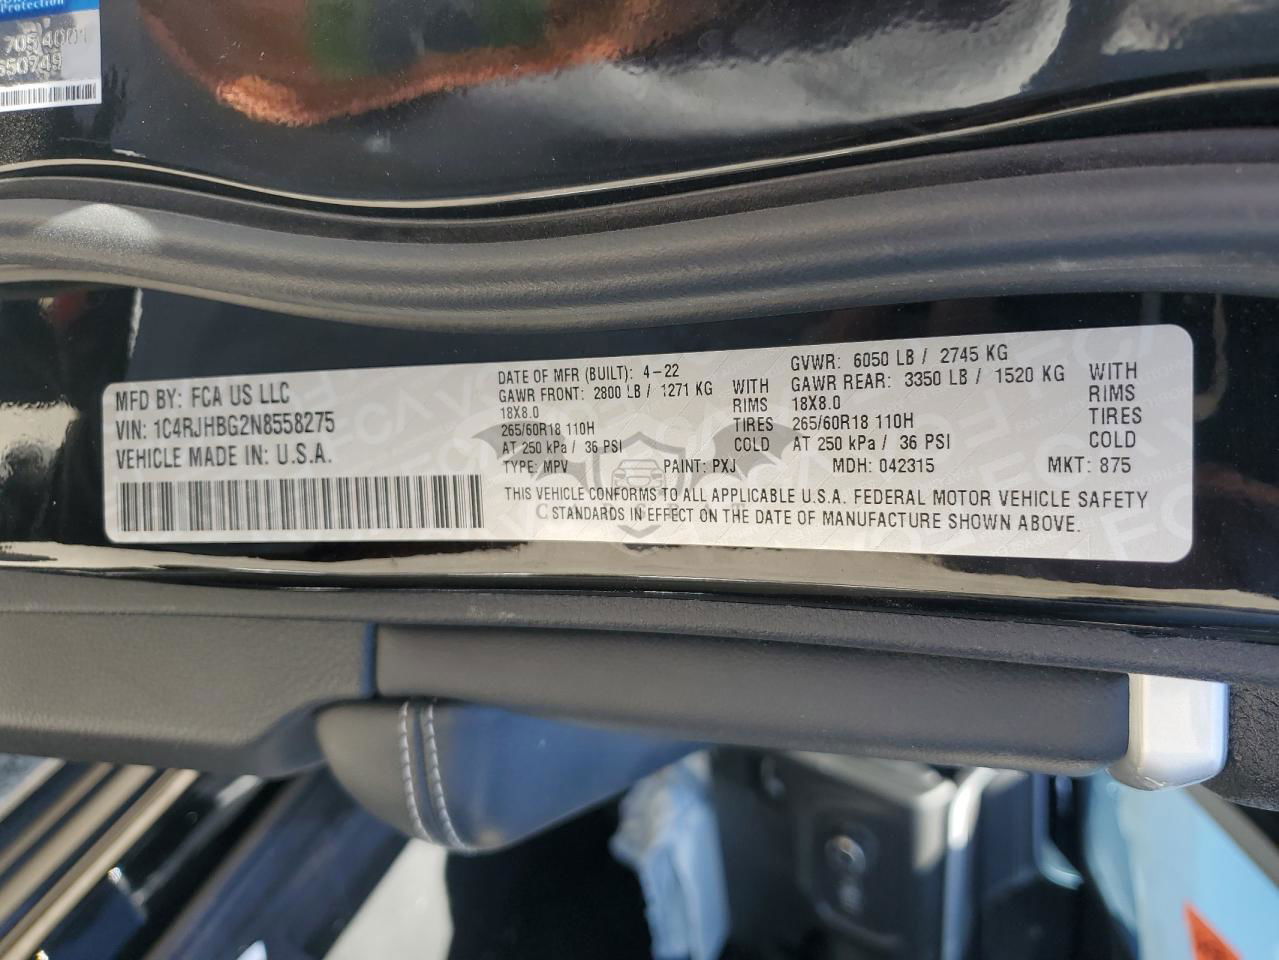 Protection
MFD BY: FCA US LLC
VIN: 1C4RJHBG2N8558275
VEHICLE MADE IN: U.S.A.
DATE OF MFR (BUILT): 4-22
GAWR FRONT: 2800 LB / 1271 KG WITH
18X8.0 RIMS
265/60R18 110H TIRES
AT 250 kPa / 36 PSI COLD
TYPE: MPV PAINT: PXJ
GVWR: 6050 LB / 2745 KG
GAWR REAR: 3350 LB / 1520 KG WITH
18X8.0 RIMS
265/60R18 110H TIRES
AT 250 kPa / 36 PSI COLD
MDH: 042315 MKT: 875
THIS VEHICLE CONFORMS TO ALL APPLICABLE U.S.A. FEDERAL MOTOR VEHICLE SAFETY
STANDARDS IN EFFECT ON THE DATE OF MANUFACTURE SHOWN ABOVE.